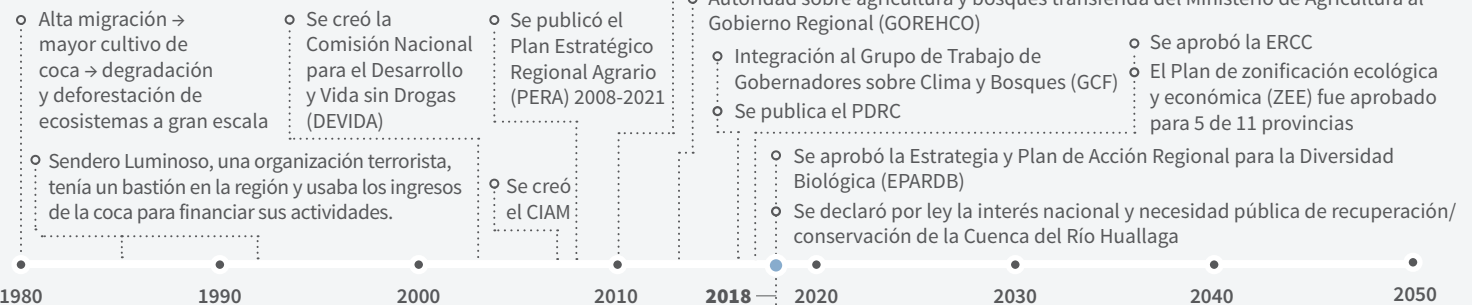 Autoridad sobre agricultura y bosques transferida del Ministerio de Agricultura al
Gobierno Regional (GOREHCO)
Alta migración →
mayor cultivo de
coca → degradación
y deforestación de
ecosistemas a gran escala
Se creó la
Comisión Nacional
para el Desarrollo
y Vida sin Drogas
(DEVIDA)
Se publicó el
Plan Estratégico
Regional Agrario
(PERA) 2008-2021
Integración al Grupo de Trabajo de
Gobernadores sobre Clima y Bosques (GCF)
Se publica el PDRC
Se aprobó la ERCC
El Plan de zonificación ecológica
y económica (ZEE) fue aprobado
para 5 de 11 provincias
Sendero Luminoso, una organización terrorista,
tenía un bastión en la región y usaba los ingresos
de la coca para financiar sus actividades.
Se creó
el CIAM
Se aprobó la Estrategia y Plan de Acción Regional para la Diversidad
Biológica (EPARDB)
Se declaró por ley la interés nacional y necesidad pública de recuperación/
conservación de la Cuenca del Río Huallaga
1980 1990 2000 2010 2018 2020 2030 2040 2050